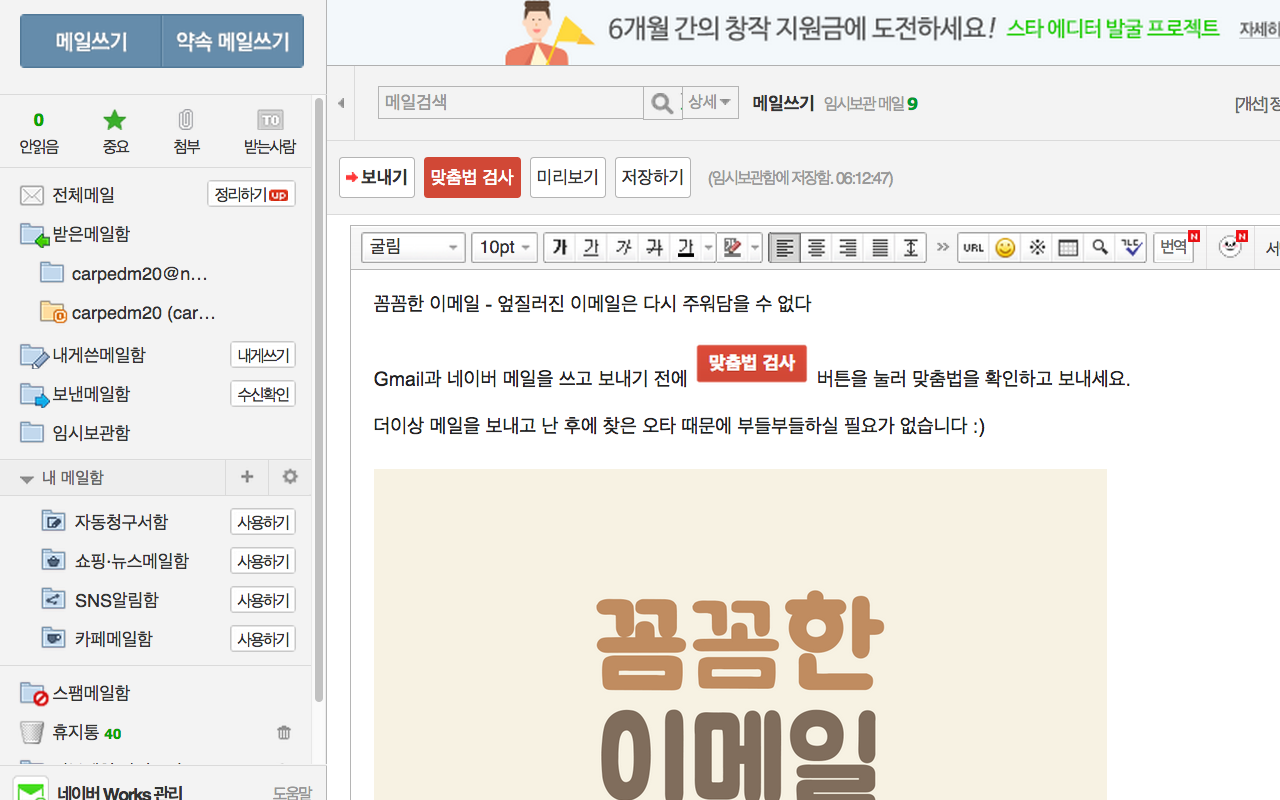 메일쓰기 약속 메일쓰기
0
안읽음 중요 첨부 받는사람
TO
전체메일 정리하기 up
받은메일함
carpedm20@n...
carpedm20 (car...
내게쓴메일함 내게쓰기
보낸메일함 수신확인
임시보관함
내 메일함
자동청구서함 사용하기
쇼핑·뉴스메일함 사용하기
SNS알림함 사용하기
카페메일함 사용하기
스팸메일함
휴지통 40
네이버 Works 관리 도움말
6개월 간의 창작 지원금에 도전하세요! 스타 에디터 발굴 프로젝트 자세히
메일검색 상세 메일쓰기 임시보관 메일 9 [개선]
보내기 맞춤법 검사 미리보기 저장하기 (임시보관함에 저장함. 06:12:47)
굴림 10pt 가 가 가 가 가 URL 번역 N N
꼼꼼한 이메일 - 엎질러진 이메일은 다시 주워담을 수 없다
Gmail과 네이버 메일을 쓰고 보내기 전에 맞춤법 검사 버튼을 눌러 맞춤법을 확인하고 보내세요.
더이상 메일을 보내고 난 후에 찾은 오타 때문에 부들부들하실 필요가 없습니다 :)
꼼꼼한
이메일